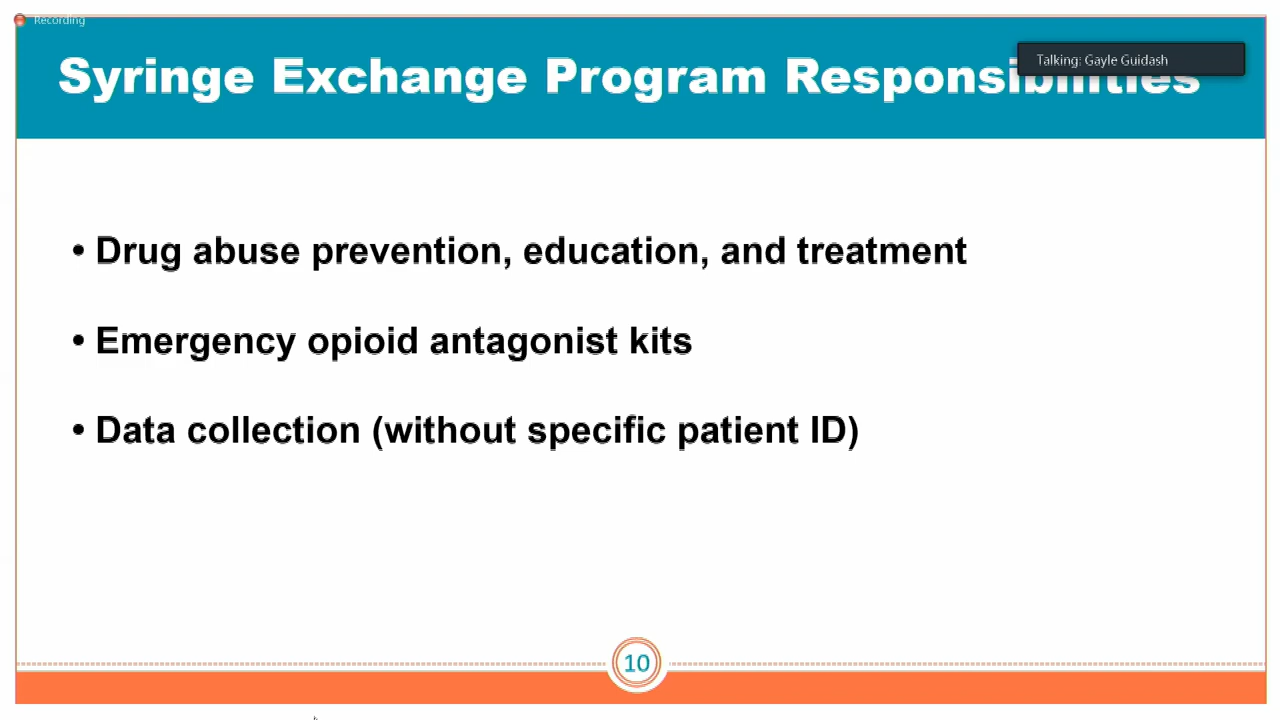 Recording
Talking: Gayle Guidash
Syringe Exchange Program Responsibilities
• Drug abuse prevention, education, and treatment
• Emergency opioid antagonist kits
• Data collection (without specific patient ID)
10